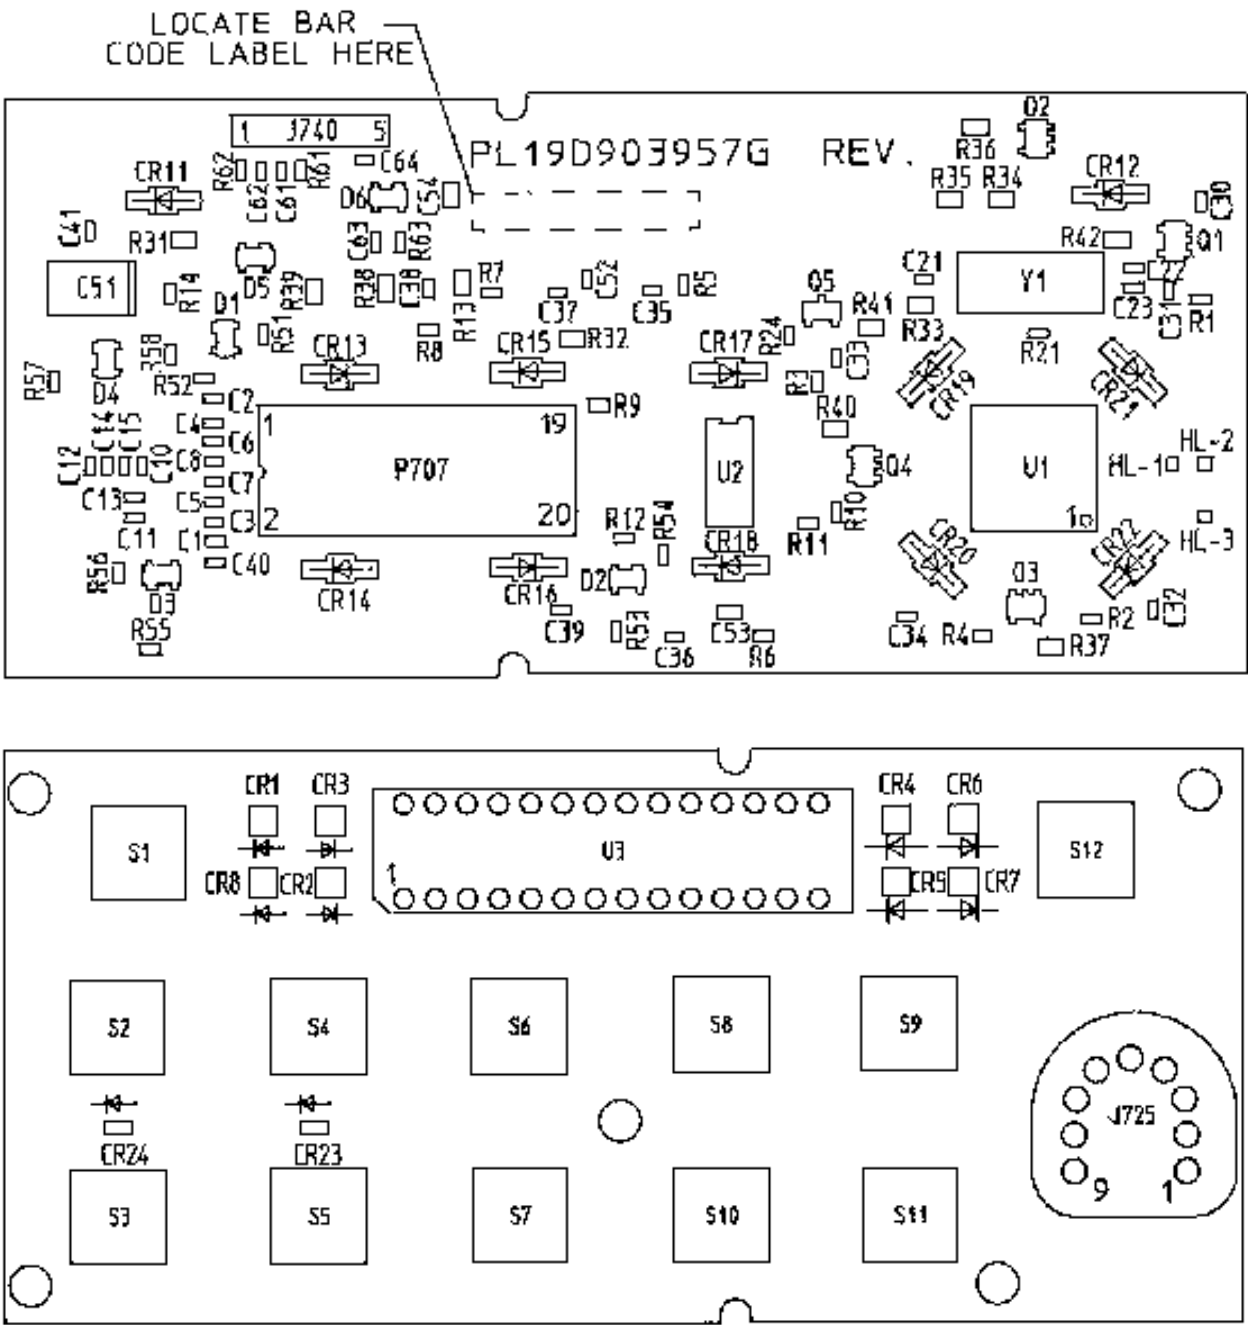 LOCATE BAR
CODE LABEL HERE
1 J740 5
PL19D903957G REV.
Q2
R36
R62
C62
C61
R61
C64
CR11
D6
C54
R35 R34
CR12
C30
C41
R31
C63
R63
R42
Q1
C51
R14
D5
R39
R38
C38
R13
R7
C37
C52
C35
R5
Q5
R41
C21
R33
Y1
C23
C31
R1
D1
R51
R58
CR13
R8
CR15
R32
CR17
R24
C33
R21
R57
D4
R52
R3
CR19
CR21
C2
R9
R40
C12
C14
C15
C10
C4
C6
C8
C7
C5
C3
C1
C40
1 19
P707
2 20
U2
Q4
U1
1
HL-1
HL-2
HL-3
C13
C11
R12
R54
R11
R10
R56
D3
R55
CR14
CR16
D2
CR18
CR20
CR22
Q3
C39
R53
C36
C53
R6
C34
R4
R37
R2
C32
CR1 CR3
CR4 CR6
S1
U3
1
S12
CR8 CR2
CR5 CR7
S2 S4 S6 S8 S9
J725
9 1
CR24 CR23
S3 S5 S7 S10 S11